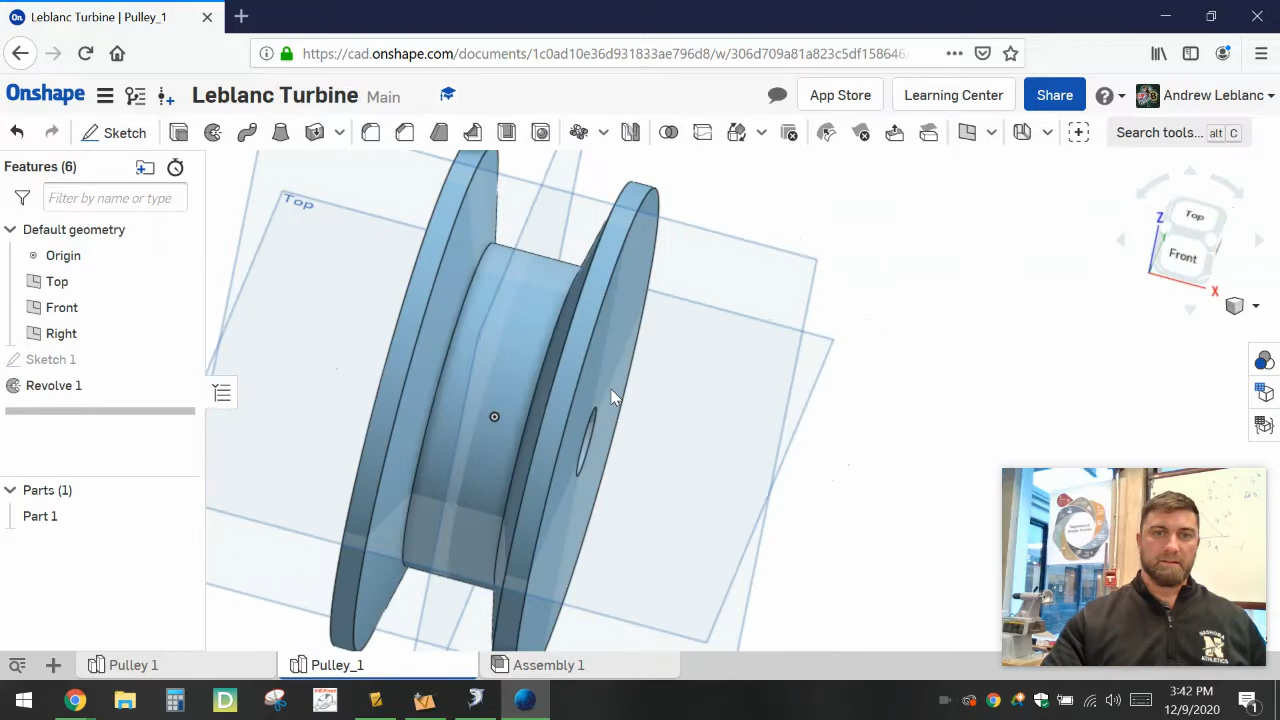 Leblanc Turbine | Pulley_1
https://cad.onshape.com/documents/1c0ad10e36d931833ae796d8/w/306d709a81a823c5df158646/
Onshape
Leblanc Turbine
Main
App Store
Learning Center
Share
Andrew Leblanc
Sketch
Search tools...
alt
C
Features (6)
Filter by name or type
Default geometry
Origin
Top
Front
Right
Sketch 1
Revolve 1
Parts (1)
Part 1
Top
Top
Front
Z
X
NASHOBA
ATHLETICS
Pulley 1
Pulley_1
Assembly 1
3:42 PM
12/9/2020